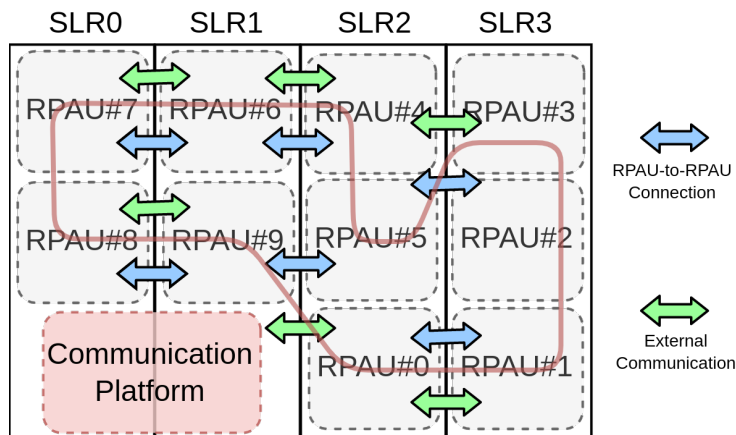 SLR0 SLR1 SLR2 SLR3
RPAU#7 RPAU#6 RPAU#4 RPAU#3
RPAU-to-RPAU
Connection
RPAU#8 RPAU#9 RPAU#5 RPAU#2
External
Communication
Communication
Platform
RPAU#0 RPAU#1